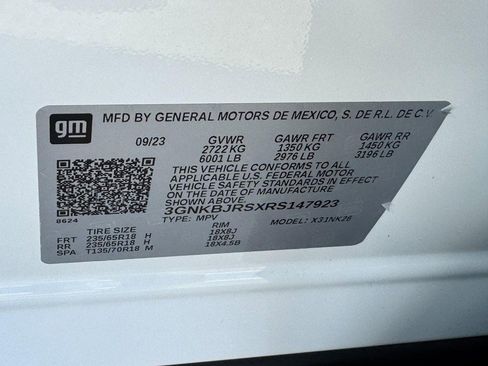 gm
MFD BY GENERAL MOTORS DE MEXICO, S. DE R.L. DE C.V.
09/23 GVWR GAWR FRT GAWR RR
2722 KG 1350 KG 1450 KG
6001 LB 2976 LB 3196 LB
THIS VEHICLE CONFORMS TO ALL
APPLICABLE U.S. FEDERAL MOTOR
VEHICLE SAFETY STANDARDS IN EFFECT
ON THE DATE OF MANUFACTURE
SHOWN ABOVE.
3GNKBJRSXRS147923
8624
TYPE: MPV MODEL: X31NK26
TIRE SIZE RIM
FRT 235/65R18 H 18X8J
RR 235/65R18 H 18X8J
SPA T135/70R18 M 18X4.5B